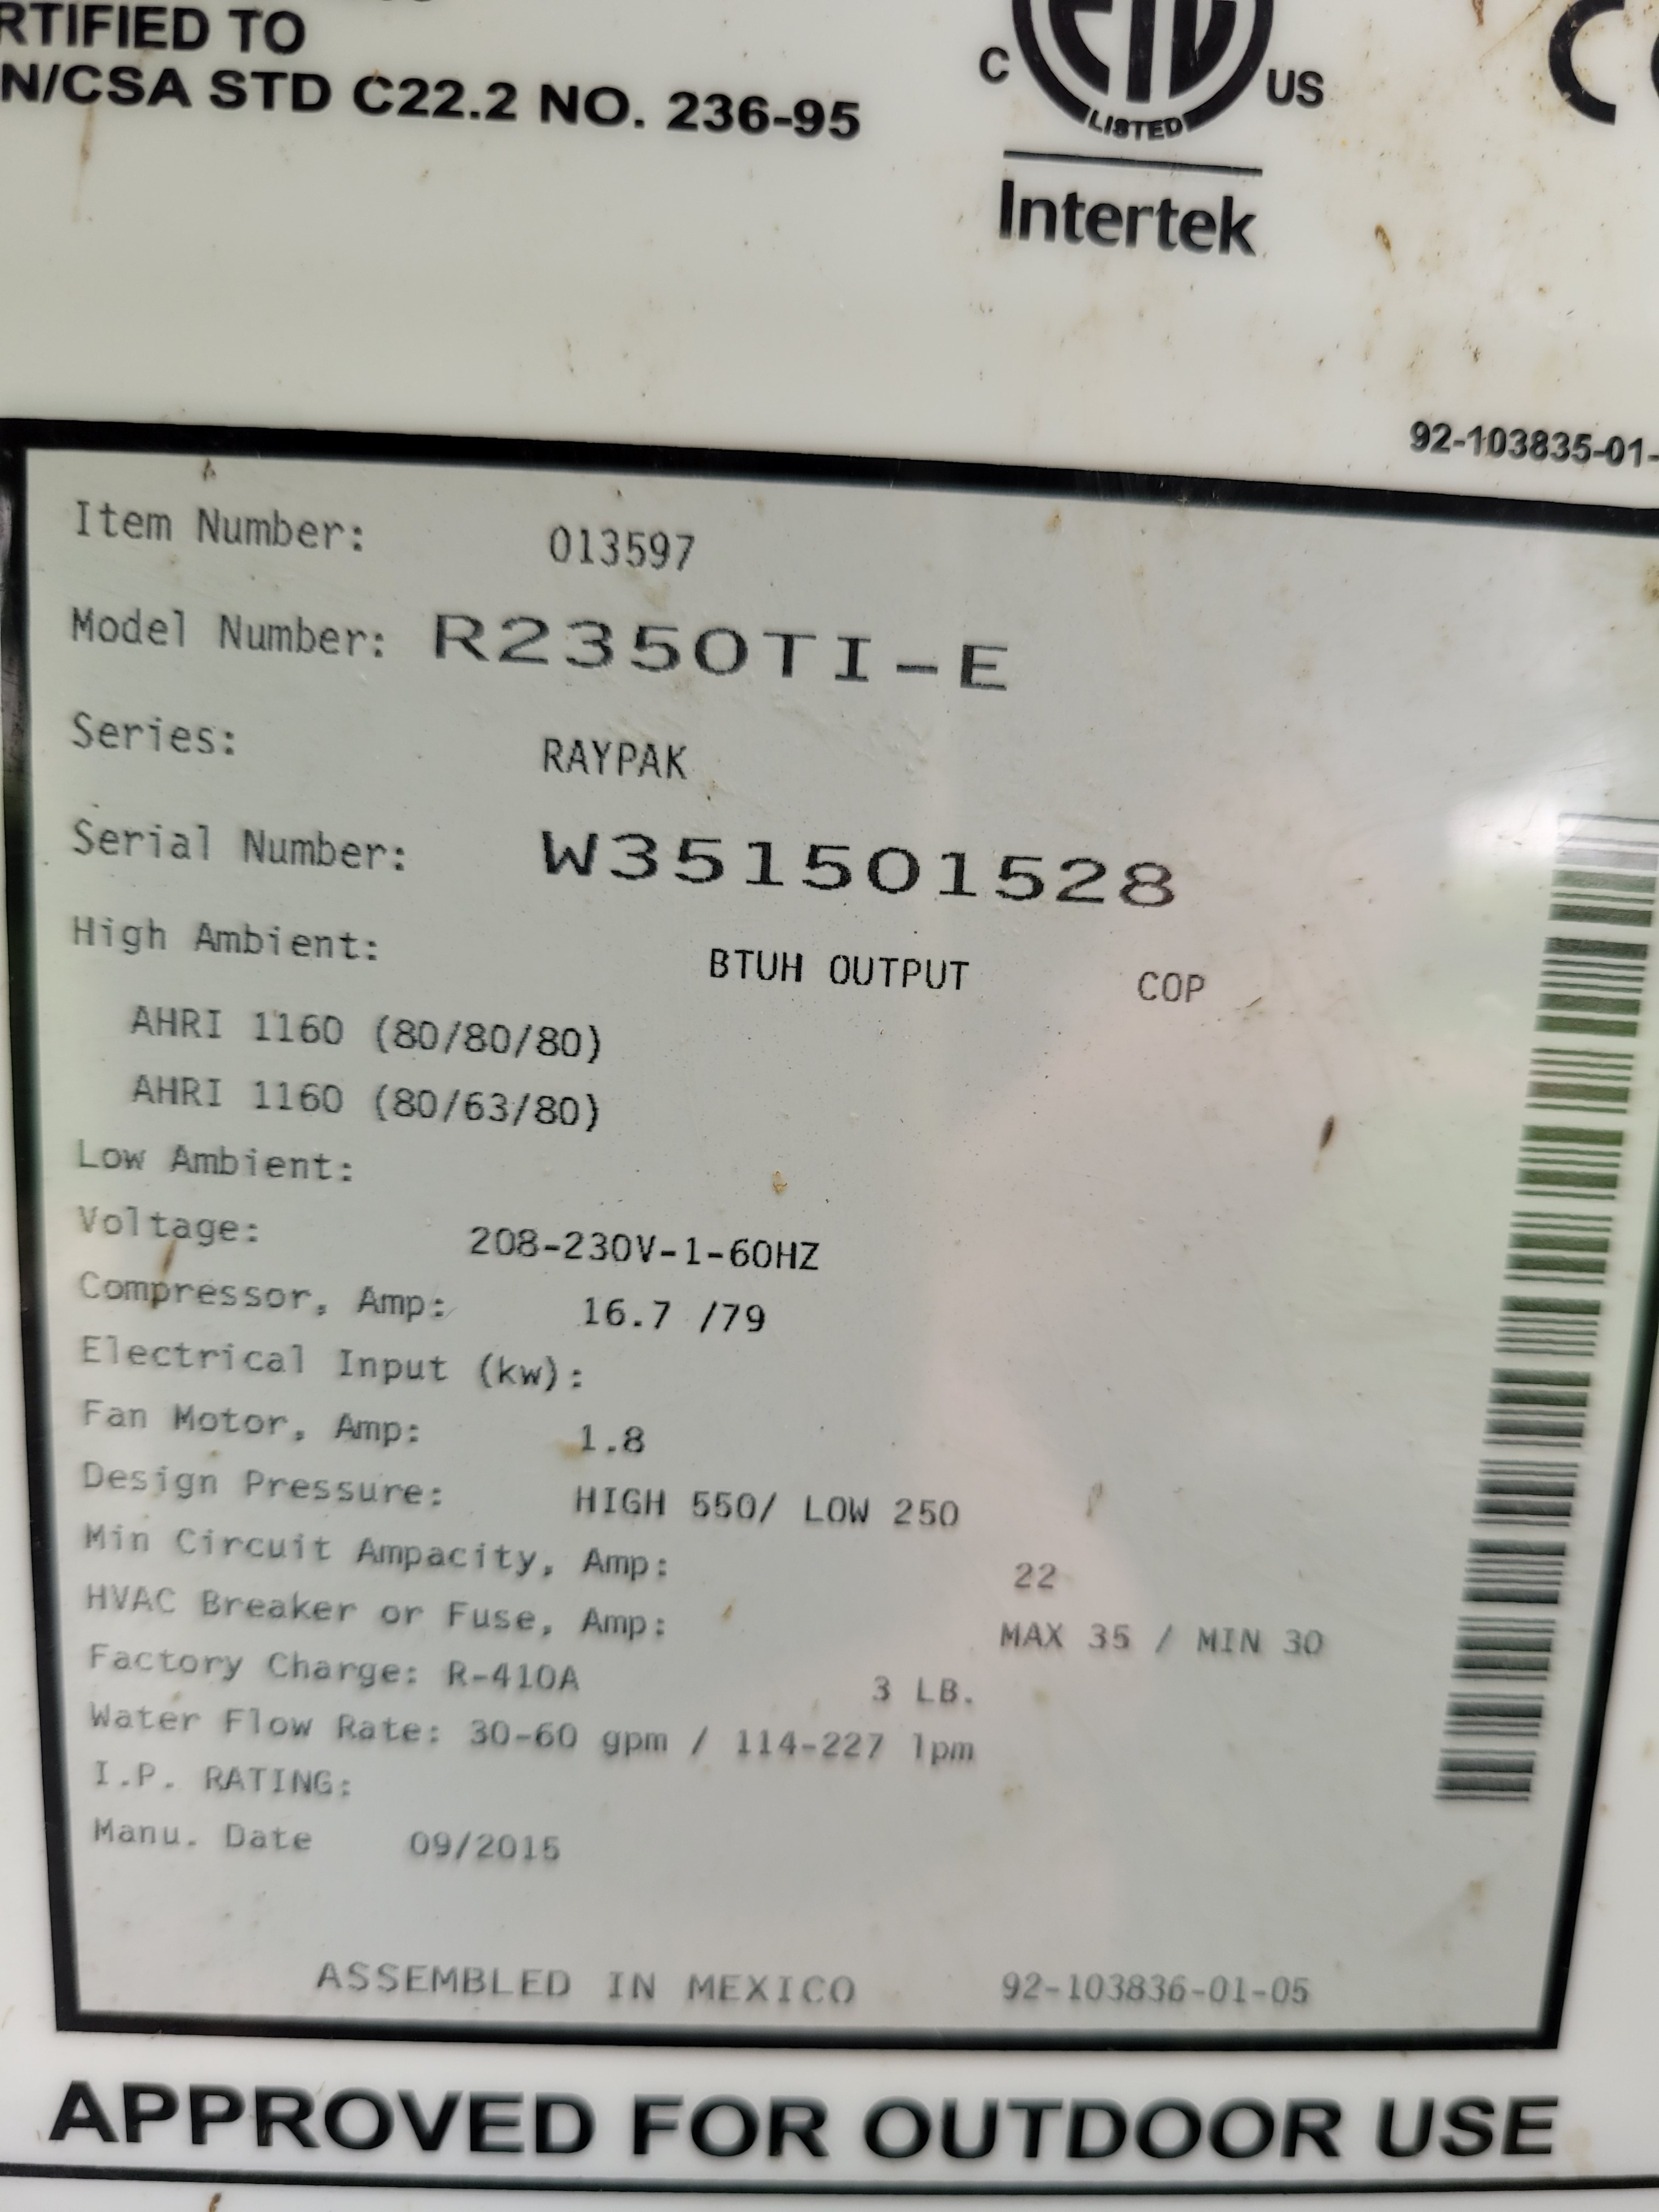 RTIFIED TO
N/CSA STD C22.2 NO. 236-95
C US
LISTED
Intertek
92-103835-01-
Item Number: 013597
Model Number: R2350TI-E
Series: RAYPAK
Serial Number: W351501528
High Ambient: BTUH OUTPUT COP
AHRI 1160 (80/80/80)
AHRI 1160 (80/63/80)
Low Ambient:
Voltage: 208-230V-1-60HZ
Compressor, Amp: 16.7 /79
Electrical Input (kw):
Fan Motor, Amp: 1.8
Design Pressure: HIGH 550/ LOW 250
Min Circuit Ampacity, Amp: 22
HVAC Breaker or Fuse, Amp: MAX 35 / MIN 30
Factory Charge: R-410A 3 LB.
Water Flow Rate: 30-60 gpm / 114-227 lpm
I.P. RATING:
Manu. Date 09/2015
ASSEMBLED IN MEXICO 92-103836-01-05
APPROVED FOR OUTDOOR USE